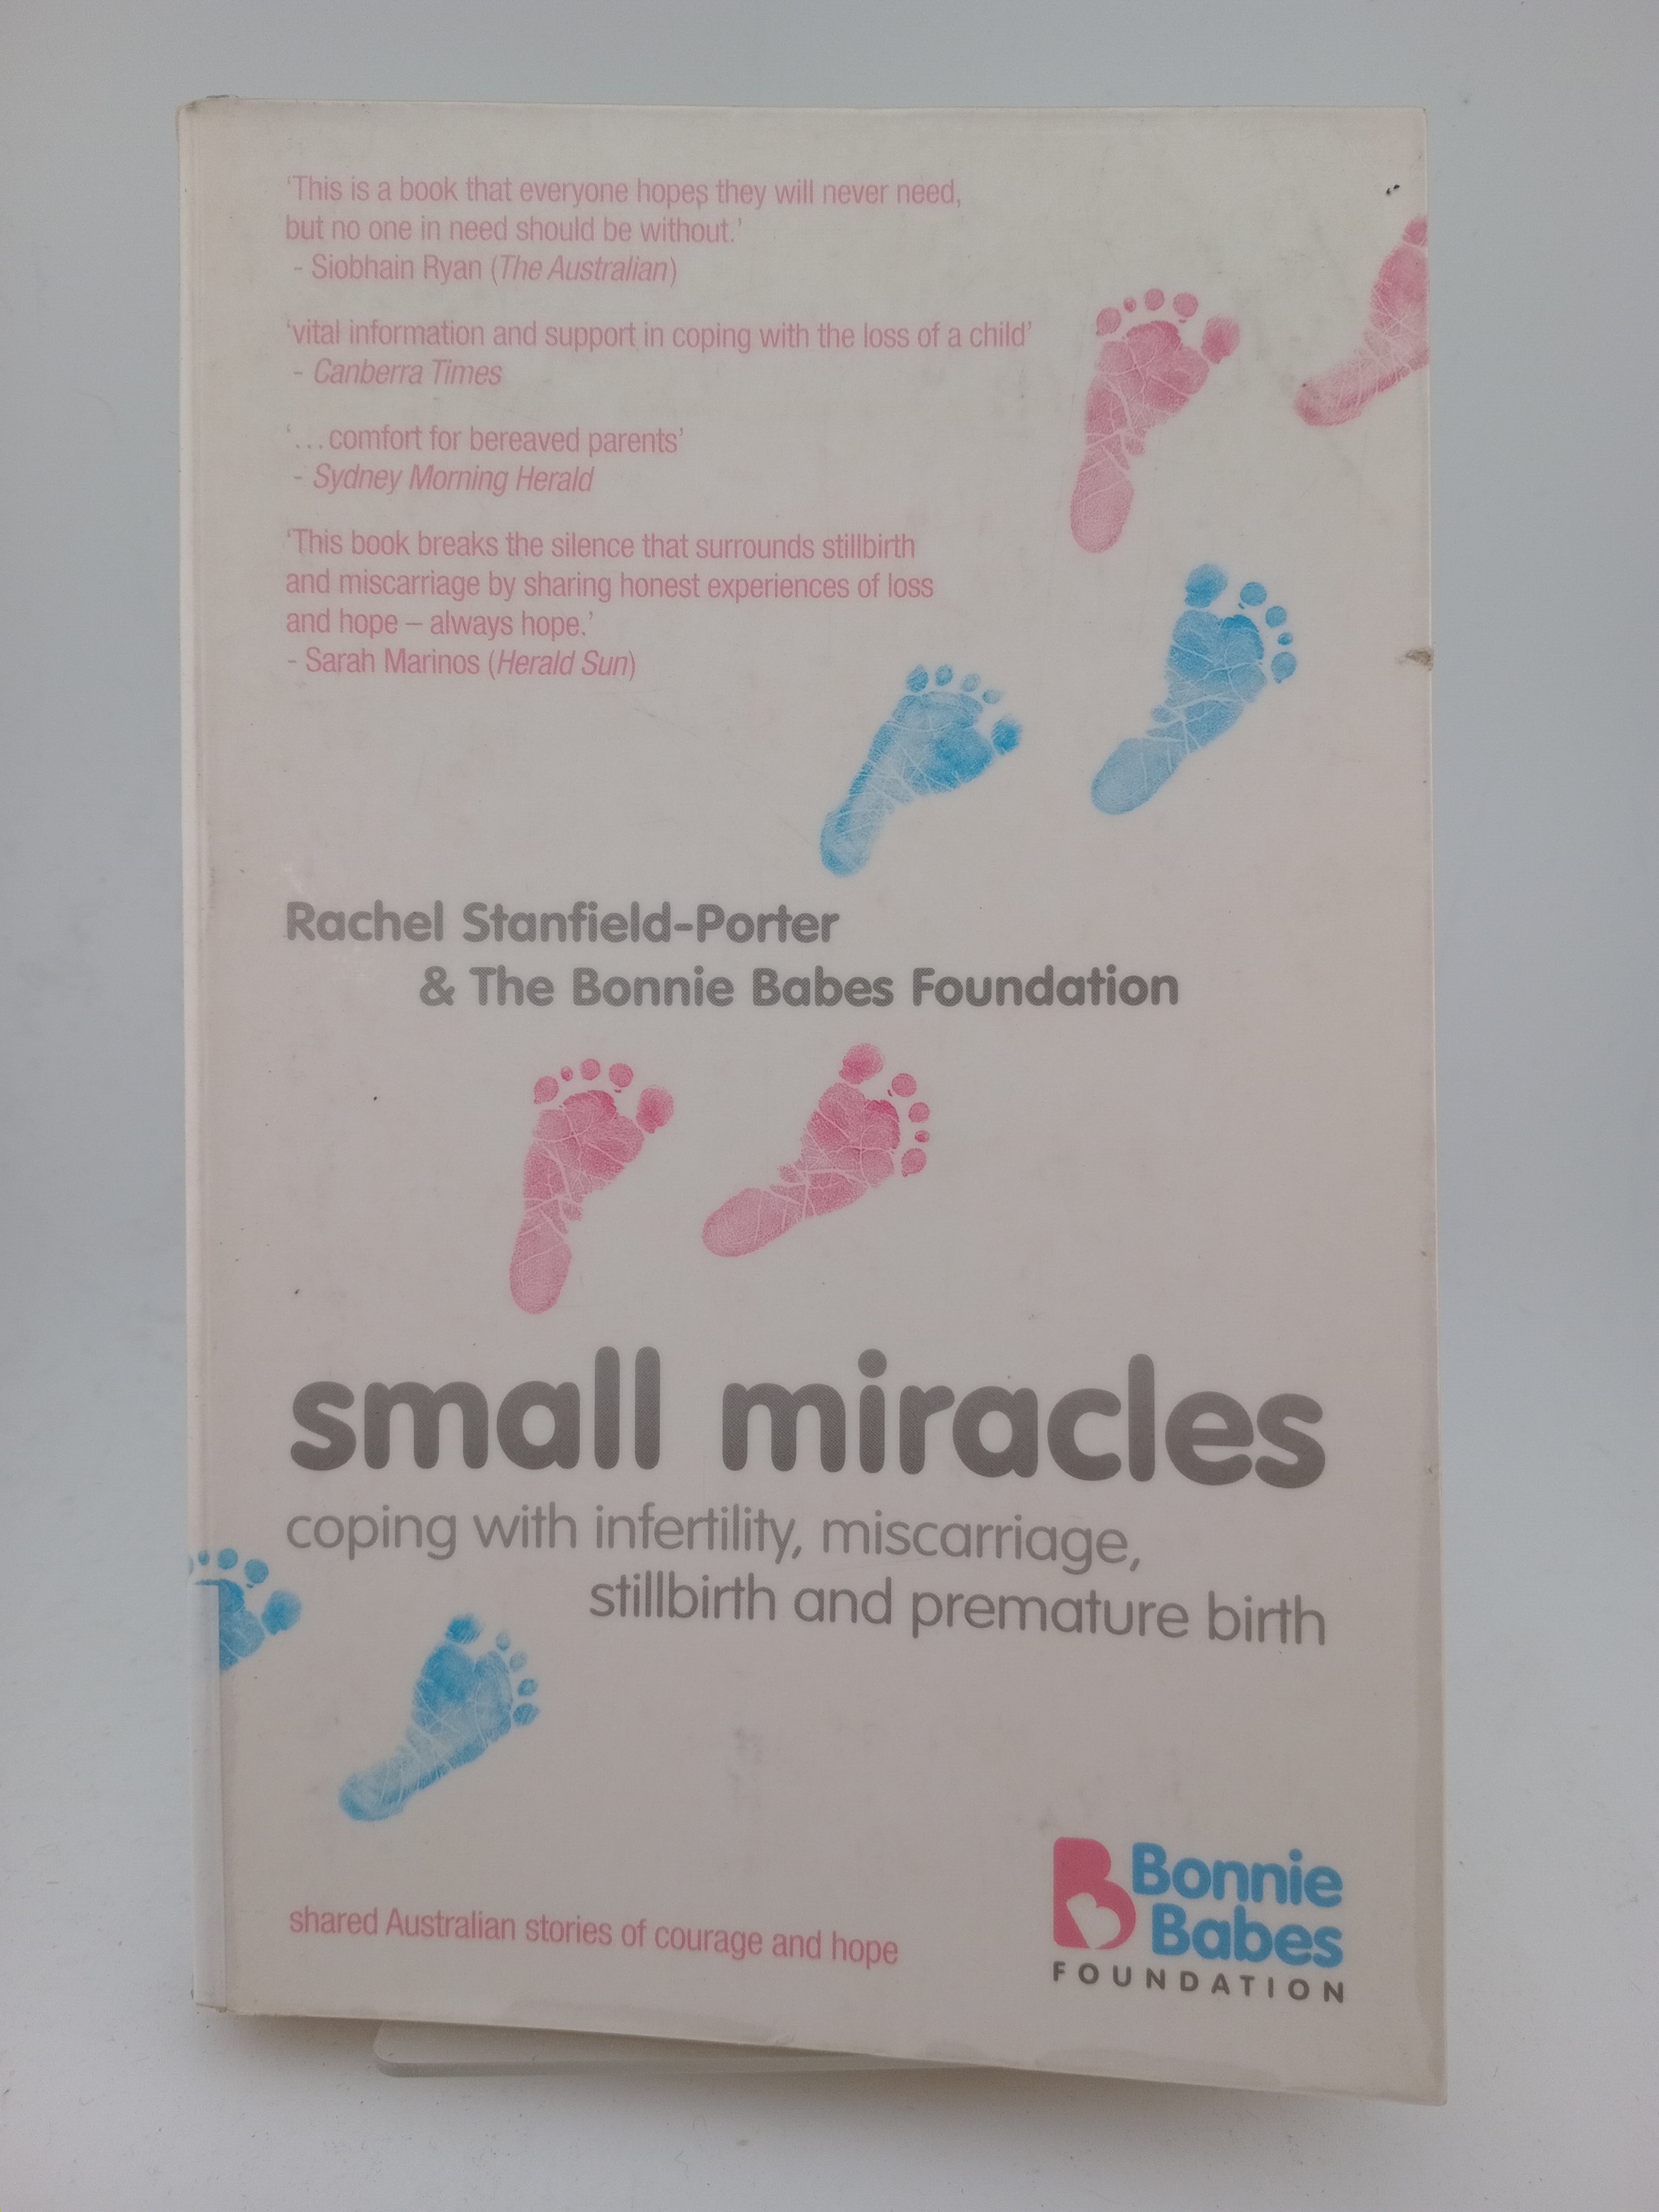 ‘This is a book that everyone hopes they will never need,
but no one in need should be without.’
- Siobhain Ryan (The Australian)
‘vital information and support in coping with the loss of a child’
- Canberra Times
‘...comfort for bereaved parents’
- Sydney Morning Herald
‘This book breaks the silence that surrounds stillbirth
and miscarriage by sharing honest experiences of loss
and hope – always hope.’
- Sarah Marinos (Herald Sun)
Rachel Stanfield-Porter
& The Bonnie Babes Foundation
small miracles
coping with infertility, miscarriage,
stillbirth and premature birth
shared Australian stories of courage and hope
B Bonnie
Babes
FOUNDATION